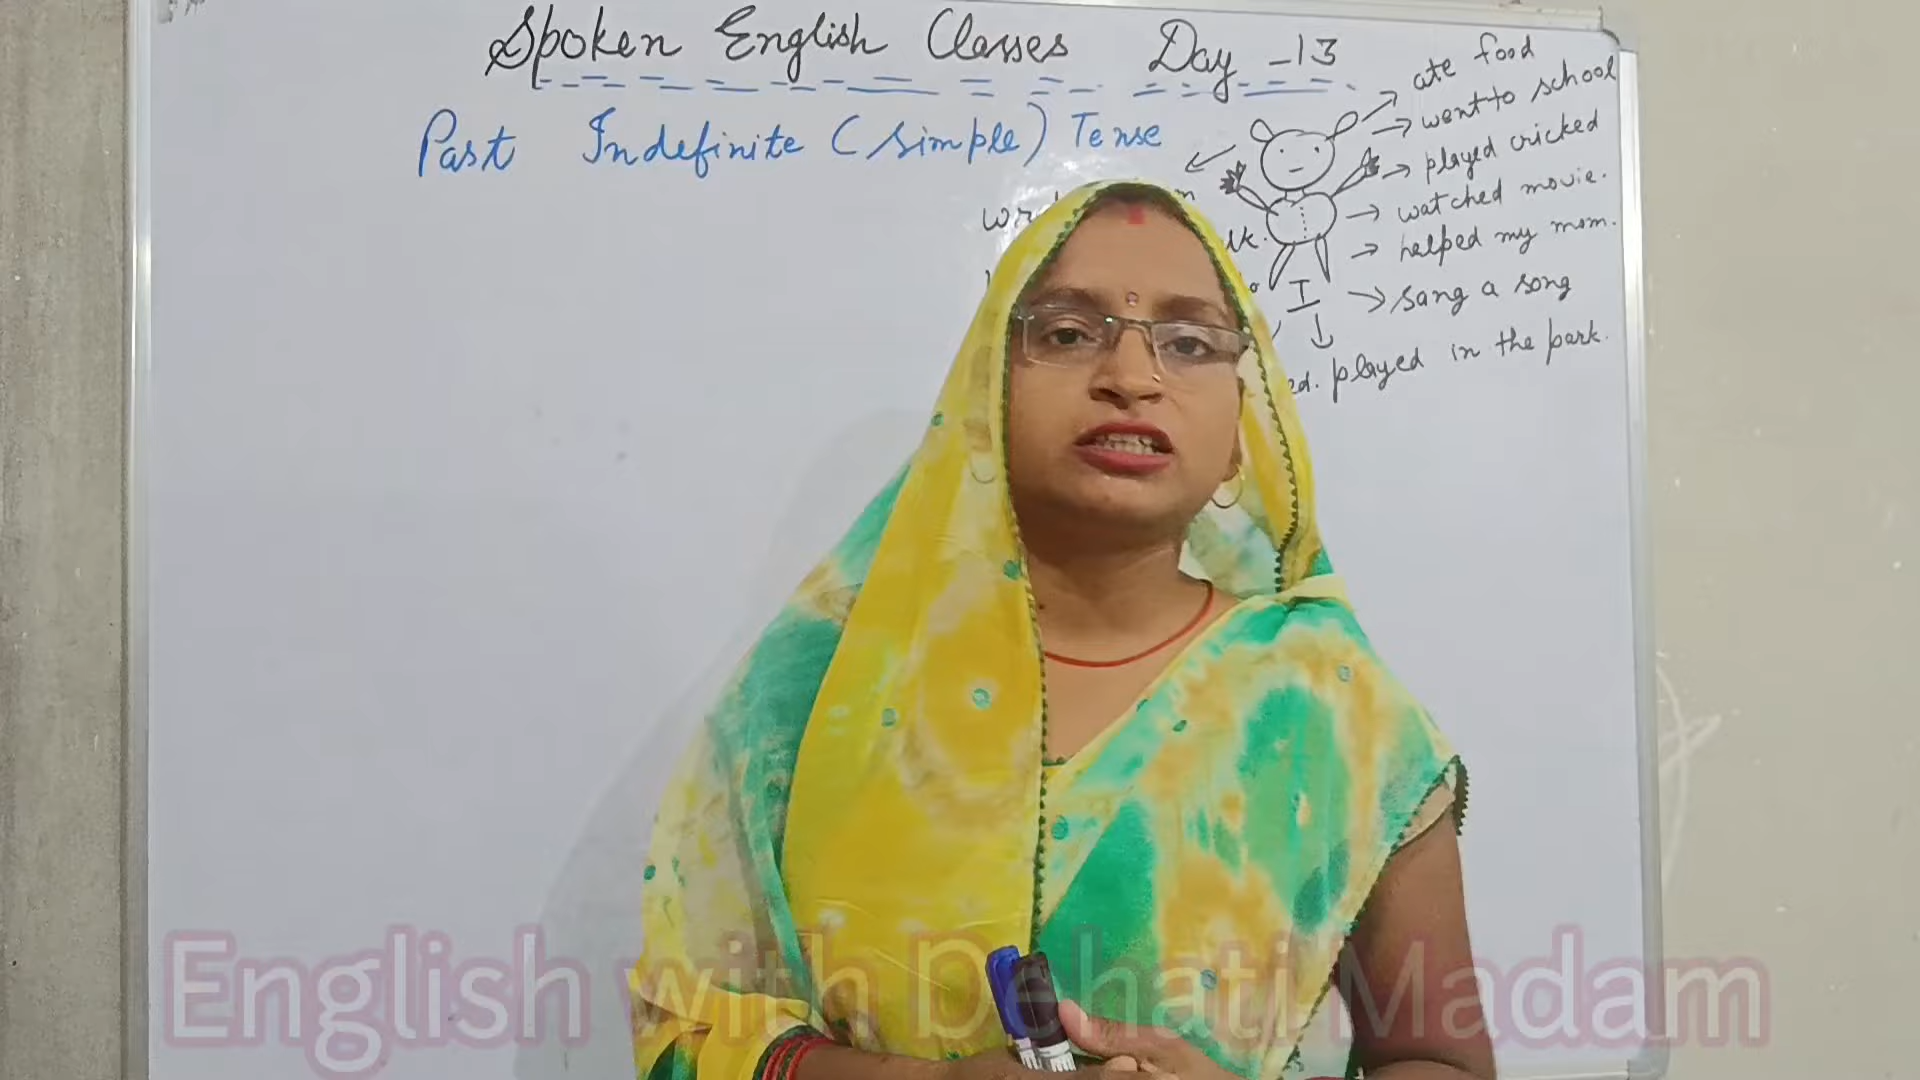 Spoken English Classes Day -13
Past Indefinite (simple) Tense
ate food
went to school
played cricked
watched movie.
helped my mom.
sang a song
I
played in the park.
English with Dehati Madam